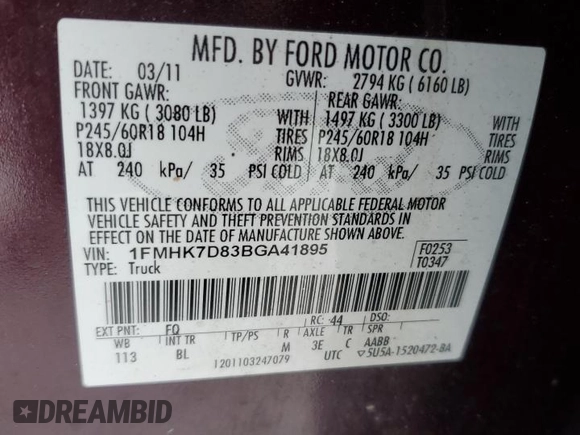 MFD. BY FORD MOTOR CO.
DATE: 03/11 GVWR: 2794 KG ( 6160 LB)
FRONT GAWR: REAR GAWR:
1397 KG ( 3080 LB) WITH 1497 KG ( 3300 LB) WITH
P245/60R18 104H TIRES P245/60R18 104H TIRES
18X8.0J RIMS 18X8.0J RIMS
AT 240 kPa/ 35 PSI COLD AT 240 kPa/ 35 PSI COLD
THIS VEHICLE CONFORMS TO ALL APPLICABLE FEDERAL MOTOR
VEHICLE SAFETY AND THEFT PREVENTION STANDARDS IN
EFFECT ON THE DATE OF MANUFACTURE SHOWN ABOVE.
VIN: 1FMHK7D83BGA41895 F0253
TYPE: Truck T0347
EXT PNT: FQ RC: 44 DSO:
WB INT TR TP/PS R AXLE TR SPR
113 BL M 3E C AABB
1201103247079 UTC ▽5U5A-1520472-BA
DREAMBID